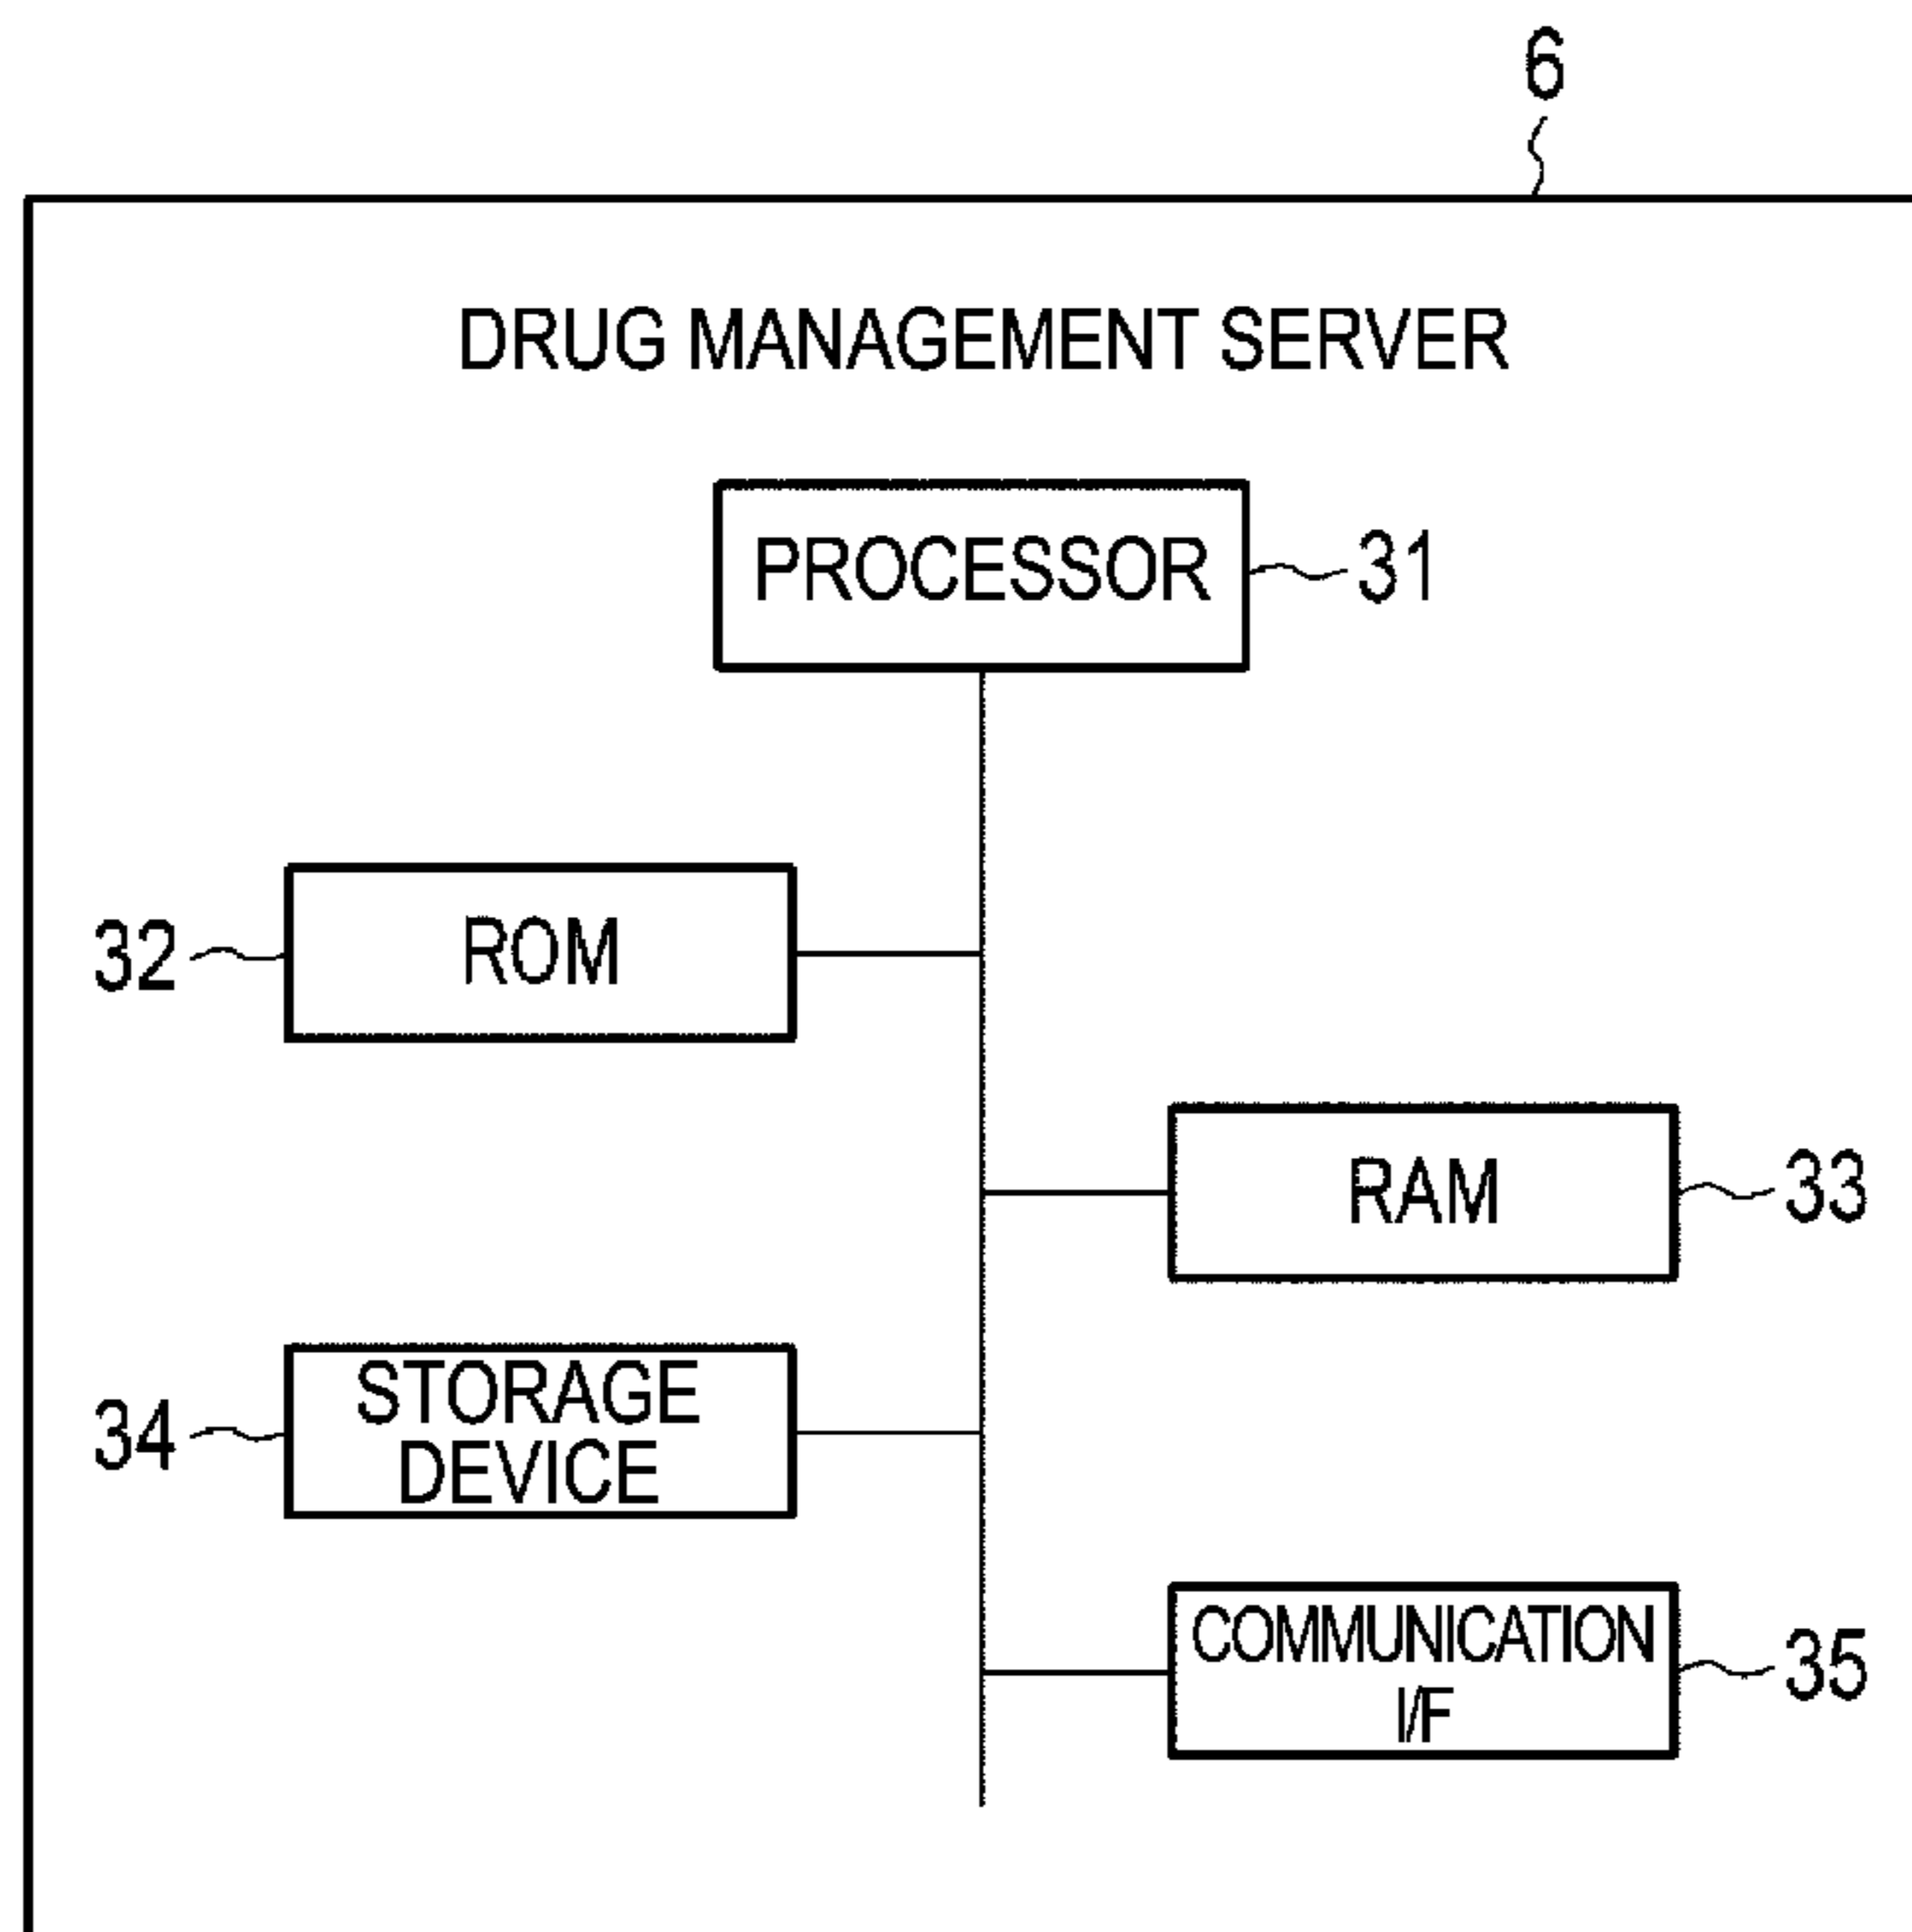 6
DRUG MANAGEMENT SERVER
PROCESSOR
31
32
ROM
RAM
33
34
STORAGE
DEVICE
COMMUNICATION
I/F
35